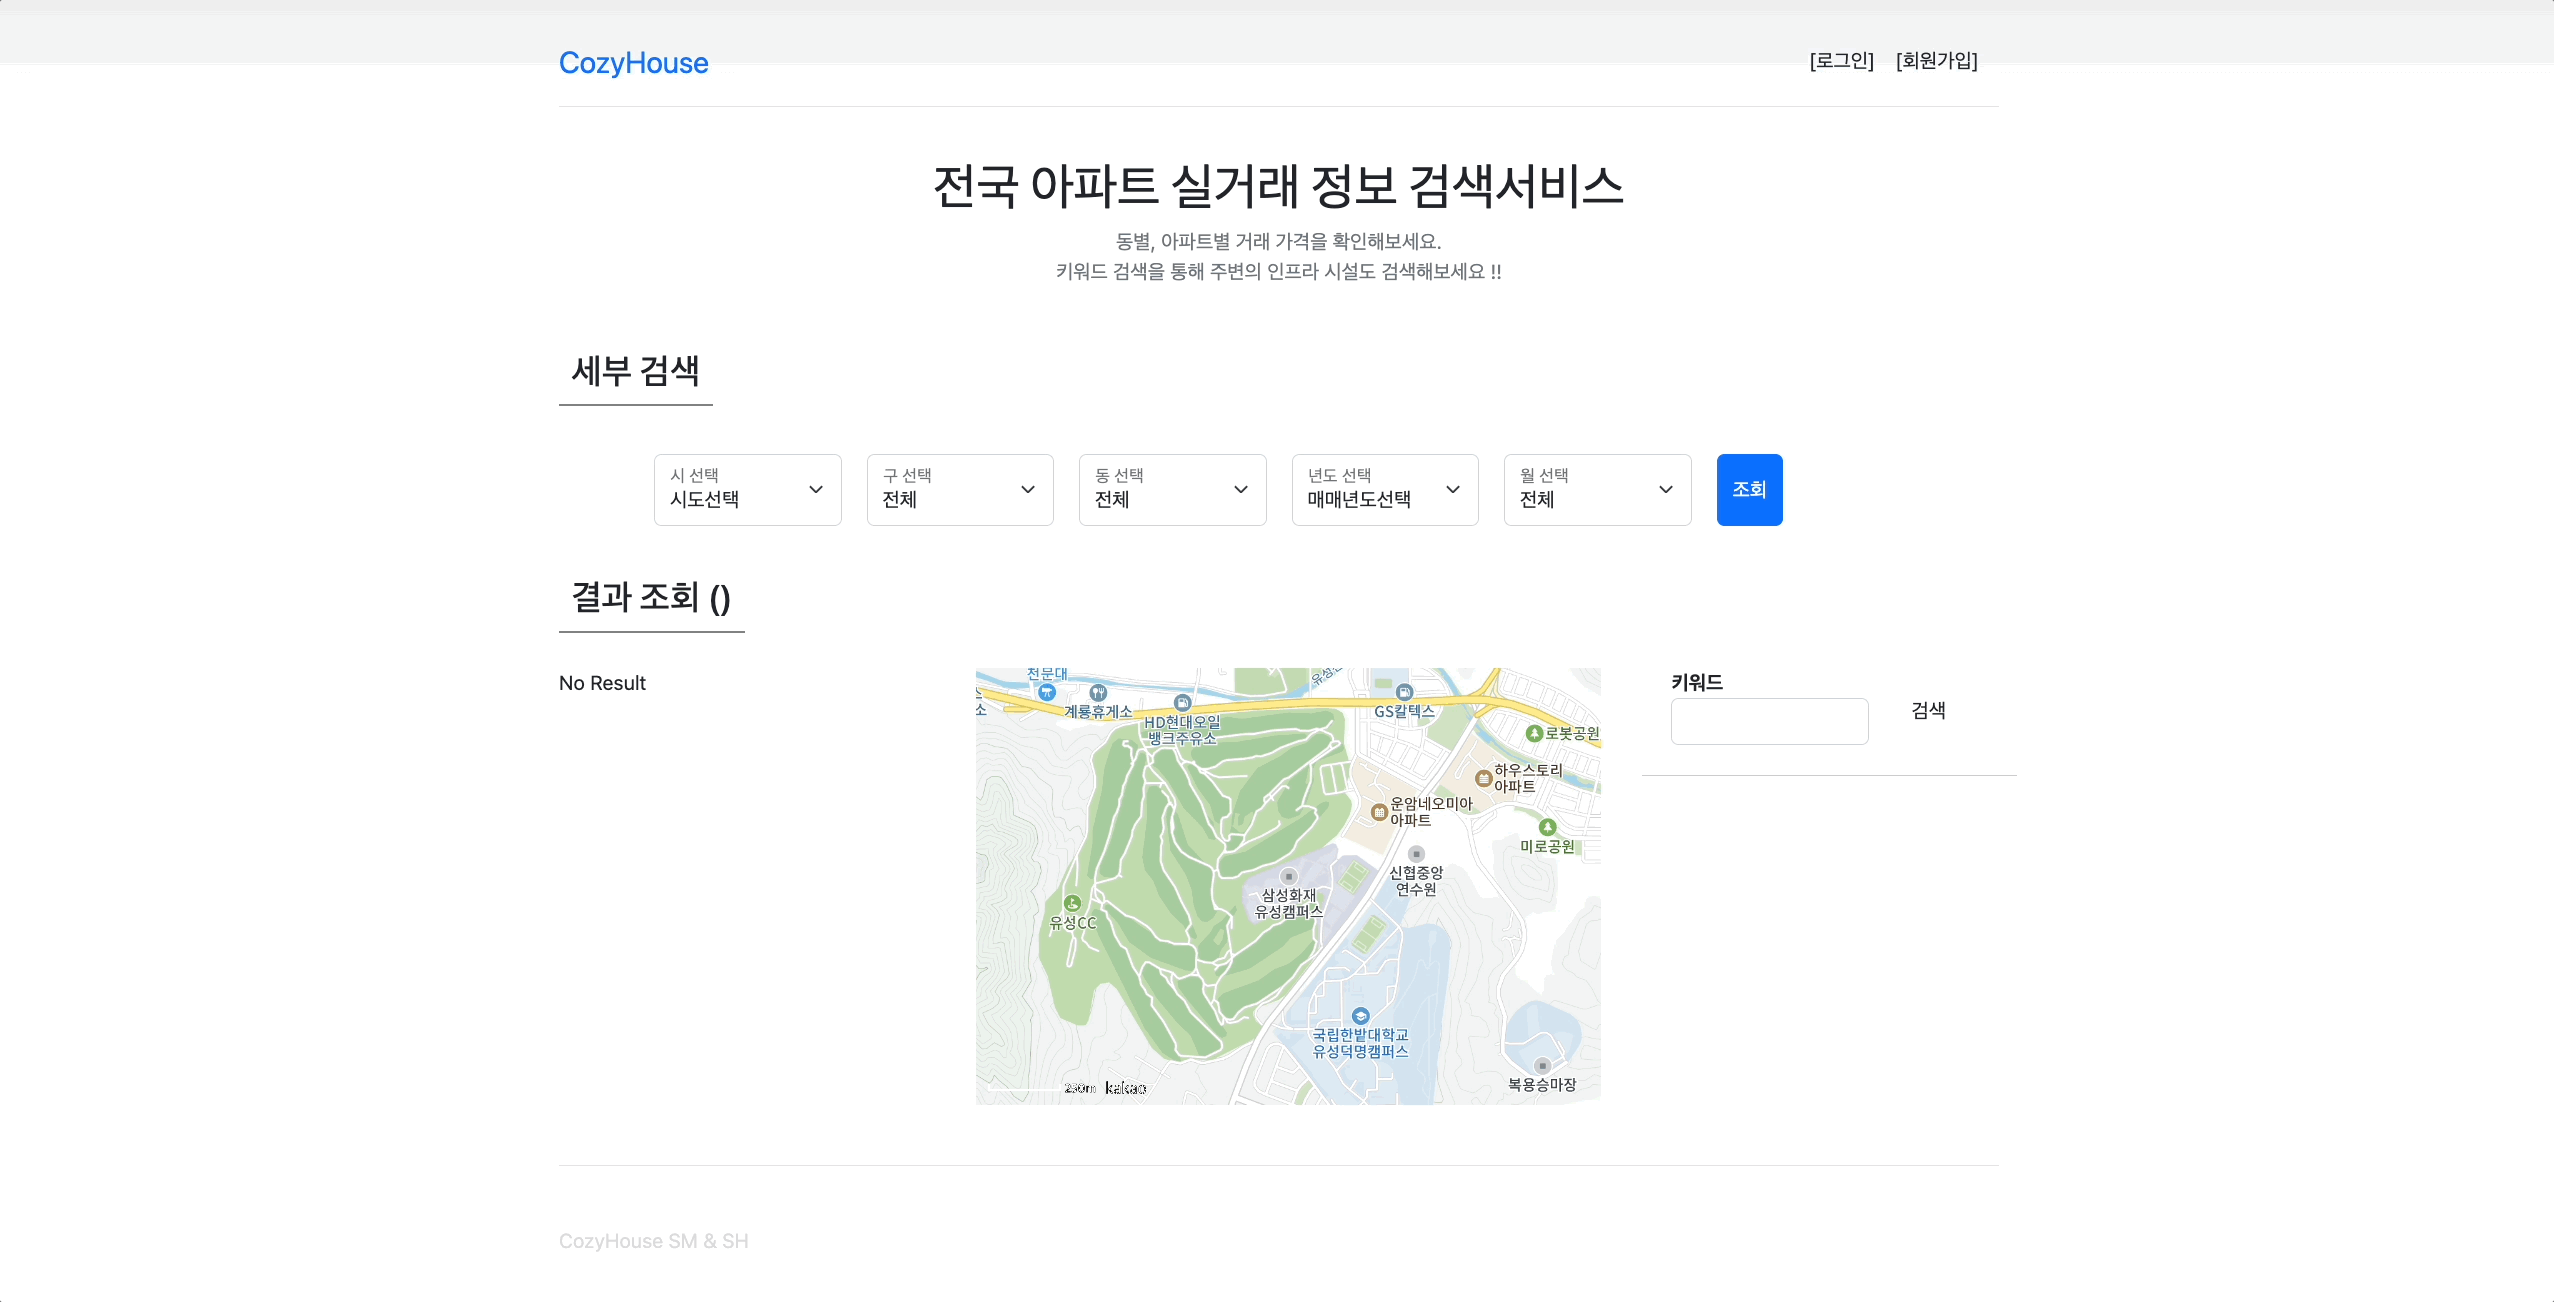 CozyHouse
[로그인] [회원가입]
전국 아파트 실거래 정보 검색서비스
동별, 아파트별 거래 가격을 확인해보세요.
키워드 검색을 통해 주변의 인프라 시설도 검색해보세요 !!
세부 검색
시 선택
시도선택
구 선택
전체
동 선택
전체
년도 선택
매매년도선택
월 선택
전체
조회
결과 조회 ()
No Result
천문대
계룡휴게소
HD현대오일
뱅크주유소
유성
GS칼텍스
로봇공원
하우스토리
아파트
운암네오미아
아파트
미로공원
신협중앙
연수원
삼성화재
유성캠퍼스
유성CC
국립한밭대학교
유성덕명캠퍼스
복용승마장
250m kakao
키워드
검색
CozyHouse SM & SH